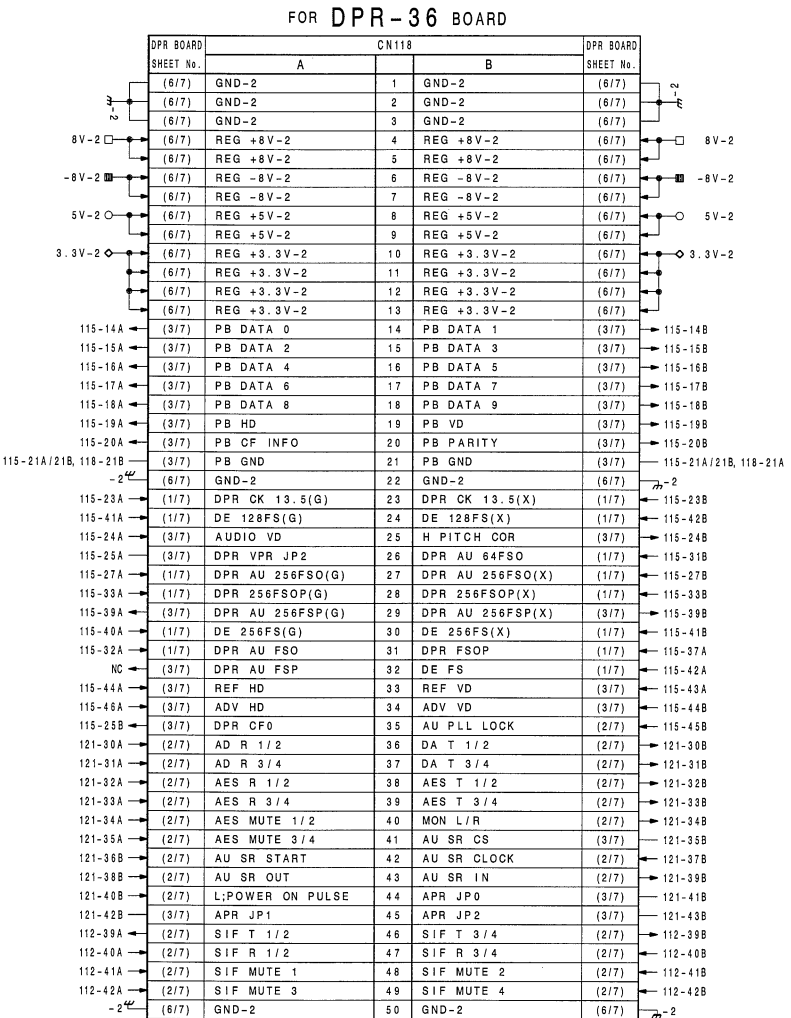 FOR DPR-36 BOARD
DPR BOARD CN118 DPR BOARD
SHEET No. A B SHEET No.
(6/7) GND-2 1 GND-2 (6/7) -2
-2 (6/7) GND-2 2 GND-2 (6/7)
(6/7) GND-2 3 GND-2 (6/7)
8V-2 (6/7) REG +8V-2 4 REG +8V-2 (6/7) 8V-2
(6/7) REG +8V-2 5 REG +8V-2 (6/7)
-8V-2 (6/7) REG -8V-2 6 REG -8V-2 (6/7) -8V-2
(6/7) REG -8V-2 7 REG -8V-2 (6/7)
5V-2 (6/7) REG +5V-2 8 REG +5V-2 (6/7) 5V-2
(6/7) REG +5V-2 9 REG +5V-2 (6/7)
3.3V-2 (6/7) REG +3.3V-2 10 REG +3.3V-2 (6/7) 3.3V-2
(6/7) REG +3.3V-2 11 REG +3.3V-2 (6/7)
(6/7) REG +3.3V-2 12 REG +3.3V-2 (6/7)
(6/7) REG +3.3V-2 13 REG +3.3V-2 (6/7)
115-14A (3/7) PB DATA 0 14 PB DATA 1 (3/7) 115-14B
115-15A (3/7) PB DATA 2 15 PB DATA 3 (3/7) 115-15B
115-16A (3/7) PB DATA 4 16 PB DATA 5 (3/7) 115-16B
115-17A (3/7) PB DATA 6 17 PB DATA 7 (3/7) 115-17B
115-18A (3/7) PB DATA 8 18 PB DATA 9 (3/7) 115-18B
115-19A (3/7) PB HD 19 PB VD (3/7) 115-19B
115-20A (3/7) PB CF INFO 20 PB PARITY (3/7) 115-20B
115-21A/21B, 118-21B (3/7) PB GND 21 PB GND (3/7) 115-21A/21B, 118-21A
-2 (6/7) GND-2 22 GND-2 (6/7) -2
115-23A (1/7) DPR CK 13.5(G) 23 DPR CK 13.5(X) (1/7) 115-23B
115-41A (1/7) DE 128FS(G) 24 DE 128FS(X) (1/7) 115-42B
115-24A (3/7) AUDIO VD 25 H PITCH COR (3/7) 115-24B
115-25A (3/7) DPR VPR JP2 26 DPR AU 64FSO (1/7) 115-31B
115-27A (1/7) DPR AU 256FSO(G) 27 DPR AU 256FSO(X) (1/7) 115-27B
115-33A (1/7) DPR 256FSOP(G) 28 DPR 256FSOP(X) (1/7) 115-33B
115-39A (3/7) DPR AU 256FSP(G) 29 DPR AU 256FSP(X) (3/7) 115-39B
115-40A (1/7) DE 256FS(G) 30 DE 256FS(X) (1/7) 115-41B
115-32A (1/7) DPR AU FSO 31 DPR FSOP (1/7) 115-37A
NC (3/7) DPR AU FSP 32 DE FS (1/7) 115-42A
115-44A (3/7) REF HD 33 REF VD (3/7) 115-43A
115-46A (3/7) ADV HD 34 ADV VD (3/7) 115-44B
115-25B (3/7) DPR CF0 35 AU PLL LOCK (2/7) 115-45B
121-30A (2/7) AD R 1/2 36 DA T 1/2 (2/7) 121-30B
121-31A (2/7) AD R 3/4 37 DA T 3/4 (2/7) 121-31B
121-32A (2/7) AES R 1/2 38 AES T 1/2 (2/7) 121-32B
121-33A (2/7) AES R 3/4 39 AES T 3/4 (2/7) 121-33B
121-34A (2/7) AES MUTE 1/2 40 MON L/R (2/7) 121-34B
121-35A (2/7) AES MUTE 3/4 41 AU SR CS (3/7) 121-35B
121-36B (2/7) AU SR START 42 AU SR CLOCK (2/7) 121-37B
121-38B (2/7) AU SR OUT 43 AU SR IN (2/7) 121-39B
121-40B (2/7) L;POWER ON PULSE 44 APR JP0 (3/7) 121-41B
121-42B (3/7) APR JP1 45 APR JP2 (3/7) 121-43B
112-39A (2/7) SIF T 1/2 46 SIF T 3/4 (2/7) 112-39B
112-40A (2/7) SIF R 1/2 47 SIF R 3/4 (2/7) 112-40B
112-41A (2/7) SIF MUTE 1 48 SIF MUTE 2 (2/7) 112-41B
112-42A (2/7) SIF MUTE 3 49 SIF MUTE 4 (2/7) 112-42B
-2 (6/7) GND-2 50 GND-2 (6/7) -2